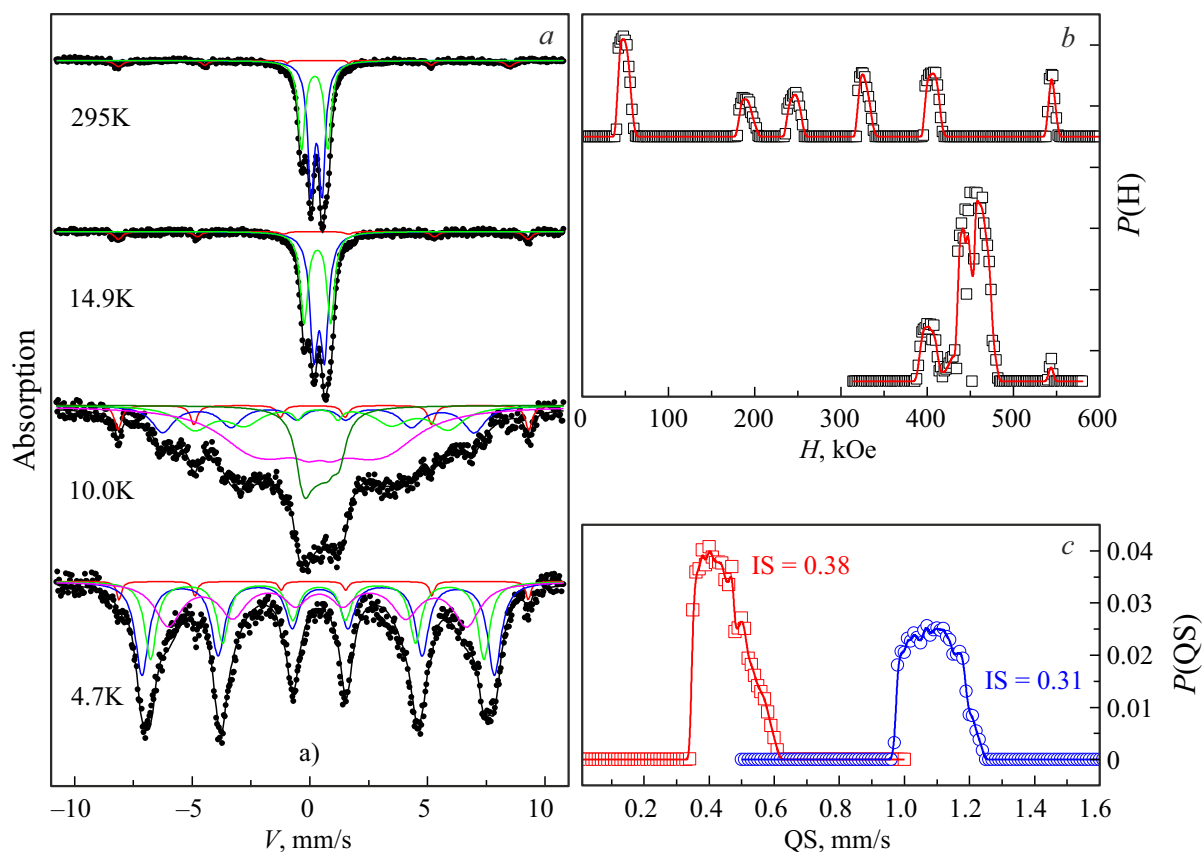 a
295K
14.9K
10.0K
4.7K
a)
Absorption
–10 –5 0 5 10
V, mm/s
b
P(H)
0 100 200 300 400 500 600
H, kOe
c
IS = 0.38
IS = 0.31
0.04
0.03
0.02
0.01
0
P(QS)
0.2 0.4 0.6 0.8 1.0 1.2 1.4 1.6
QS, mm/s